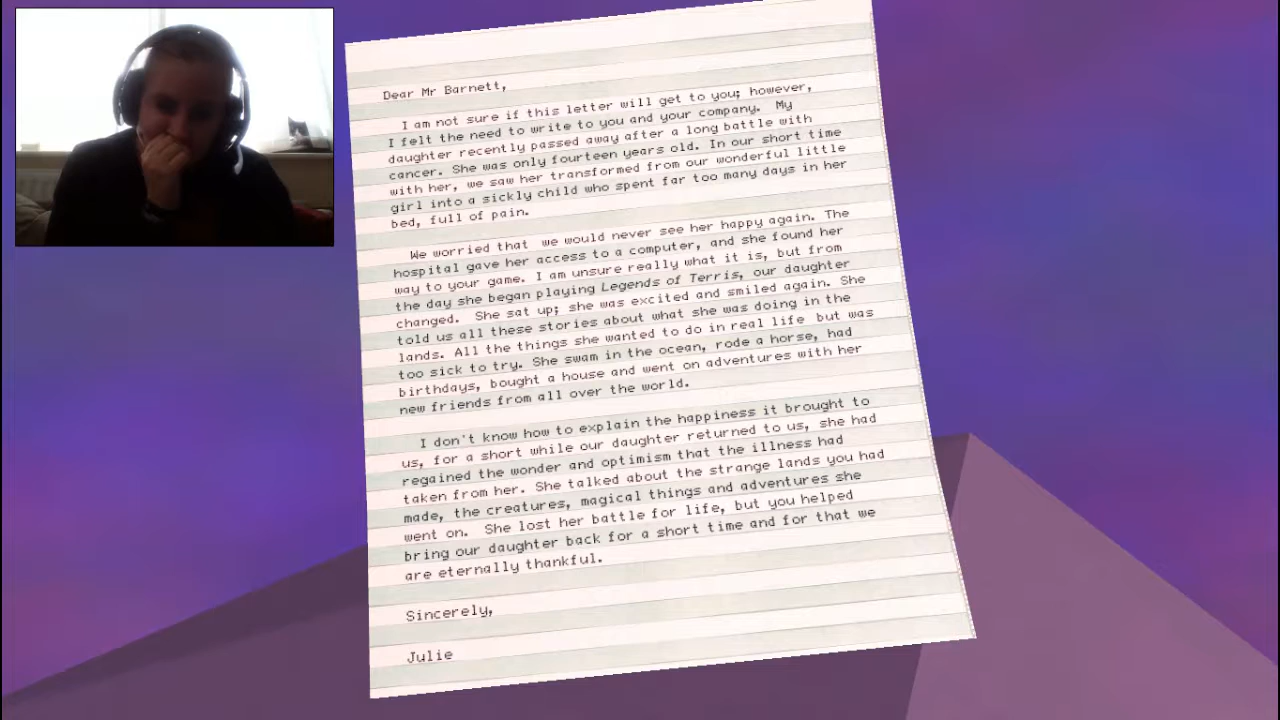 Dear Mr Barnett,
I am not sure if this letter will get to you; however,
I felt the need to write to you and your company. My
daughter recently passed away after a long battle with
cancer. She was only fourteen years old. In our short time
with her, we saw her transformed from our wonderful little
girl into a sickly child who spent far too many days in her
bed, full of pain.
We worried that we would never see her happy again. The
hospital gave her access to a computer, and she found her
way to your game. I am unsure really what it is, but from
the day she began playing Legends of Terris, our daughter
changed. She sat up; she was excited and smiled again. She
told us all these stories about what she was doing in the
lands. All the things she wanted to do in real life but was
too sick to try. She swam in the ocean, rode a horse, had
birthdays, bought a house and went on adventures with her
new friends from all over the world.
I don't know how to explain the happiness it brought to
us, for a short while our daughter returned to us, she had
regained the wonder and optimism that the illness had
taken from her. She talked about the strange lands you had
made, the creatures, magical things and adventures she
went on. She lost her battle for life, but you helped
bring our daughter back for a short time and for that we
are eternally thankful.
Sincerely,
Julie